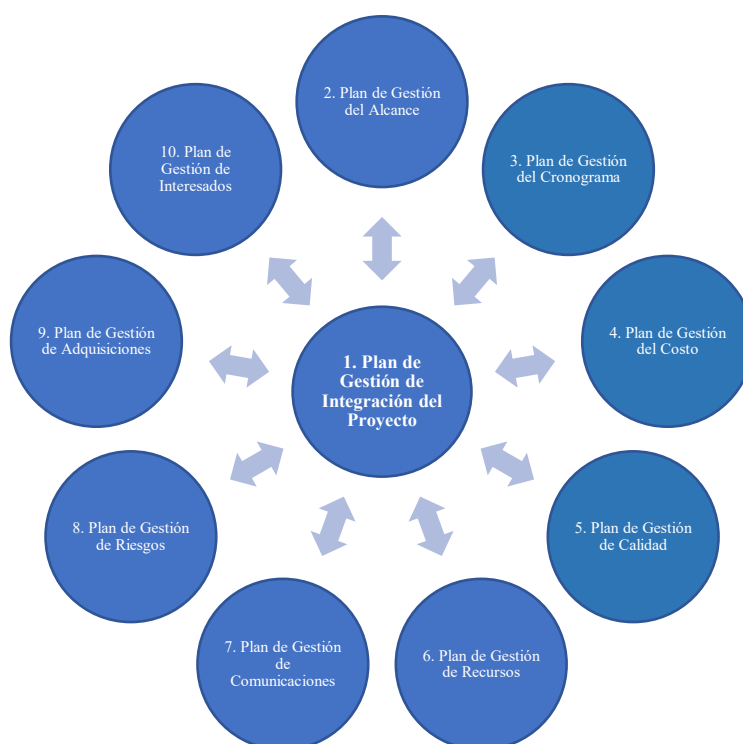 2. Plan de Gestión
del Alcance
3. Plan de Gestión
del Cronograma
4. Plan de Gestión
del Costo
5. Plan de Gestión
de Calidad
6. Plan de Gestión
de Recursos
7. Plan de Gestión
de
Comunicaciones
8. Plan de Gestión
de Riesgos
9. Plan de Gestión
de Adquisiciones
10. Plan de
Gestión de
Interesados
1. Plan de
Gestión de
Integración del
Proyecto